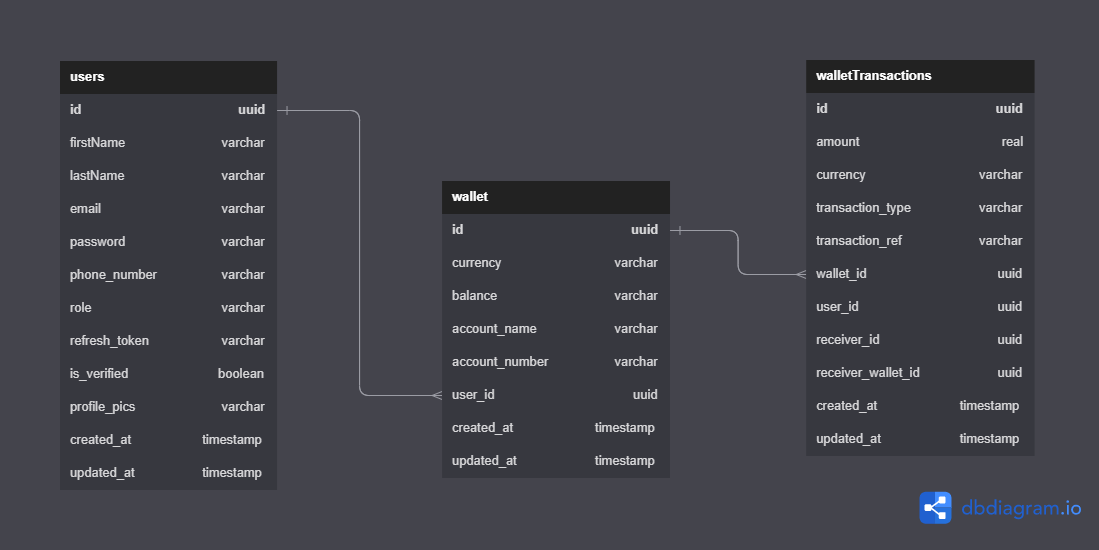 users
id uuid
firstName varchar
lastName varchar
email varchar
password varchar
phone_number varchar
role varchar
refresh_token varchar
is_verified boolean
profile_pics varchar
created_at timestamp
updated_at timestamp
wallet
id uuid
currency varchar
balance varchar
account_name varchar
account_number varchar
user_id uuid
created_at timestamp
updated_at timestamp
walletTransactions
id uuid
amount real
currency varchar
transaction_type varchar
transaction_ref varchar
wallet_id uuid
user_id uuid
receiver_id uuid
receiver_wallet_id uuid
created_at timestamp
updated_at timestamp
dbdiagram.io